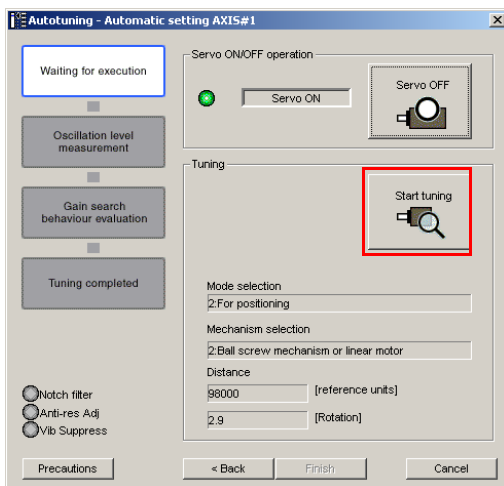 Autotuning - Automatic setting AXIS#1
Waiting for execution
Oscillation level
measurement
Gain search
behaviour evaluation
Tuning completed
Notch filter
Anti-res Adj
Vib Suppress
Precautions
Servo ON/OFF operation
Servo ON
Servo OFF
Tuning
Start tuning
Mode selection
2:For positioning
Mechanism selection
2:Ball screw mechanism or linear motor
Distance
98000 [reference units]
2.9 [Rotation]
< Back
Finish
Cancel